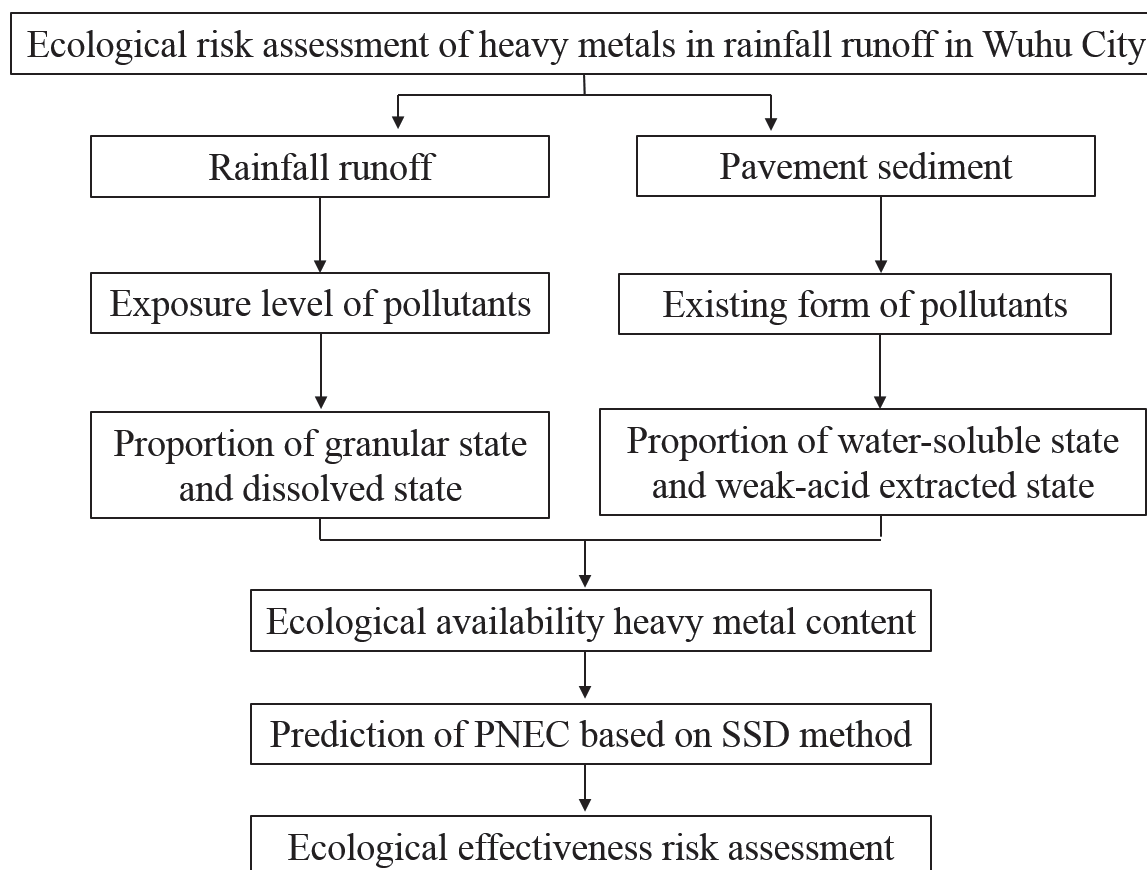 Ecological risk assessment of heavy metals in rainfall runoff in Wuhu City
Rainfall runoff
Pavement sediment
Exposure level of pollutants
Existing form of pollutants
Proportion of granular state
and dissolved state
Proportion of water-soluble state
and weak-acid extracted state
Ecological availability heavy metal content
Prediction of PNEC based on SSD method
Ecological effectiveness risk assessment